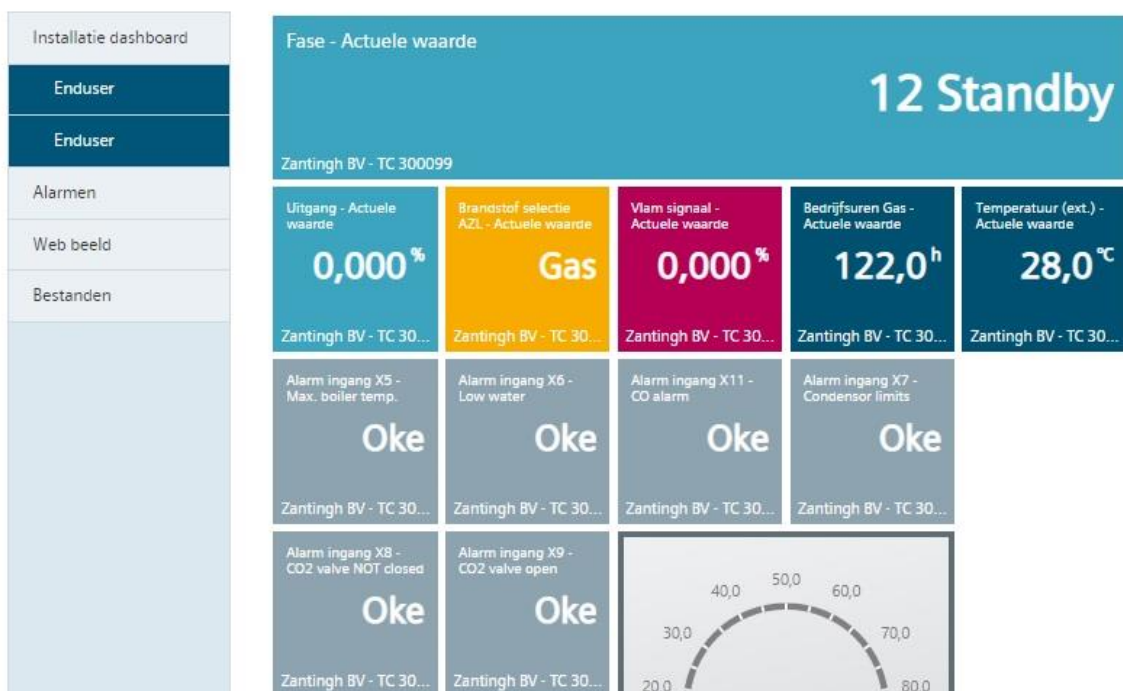 Installatie dashboard
Enduser
Enduser
Alarmen
Web beeld
Bestanden
Fase - Actuele waarde
12 Standby
Zantingh BV - TC 300099
Uitgang - Actuele
waarde
0,000 %
Zantingh BV - TC 30...
Brandstof selectie
AZL - Actuele waarde
Gas
Zantingh BV - TC 30...
Vlam signaal -
Actuele waarde
0,000 %
Zantingh BV - TC 30...
Bedrijfsuren Gas -
Actuele waarde
122,0 h
Zantingh BV - TC 30...
Temperatuur (ext.) -
Actuele waarde
28,0 °C
Zantingh BV - TC 30...
Alarm ingang X5 -
Max. boiler temp.
Oke
Zantingh BV - TC 30...
Alarm ingang X6 -
Low water
Oke
Zantingh BV - TC 30...
Alarm ingang X11 -
CO alarm
Oke
Zantingh BV - TC 30...
Alarm ingang X7 -
Condensor limits
Oke
Zantingh BV - TC 30...
Alarm ingang X8 -
CO2 valve NOT closed
Oke
Zantingh BV - TC 30...
Alarm ingang X9 -
CO2 valve open
Oke
Zantingh BV - TC 30...
20,0
30,0
40,0
50,0
60,0
70,0
80,0